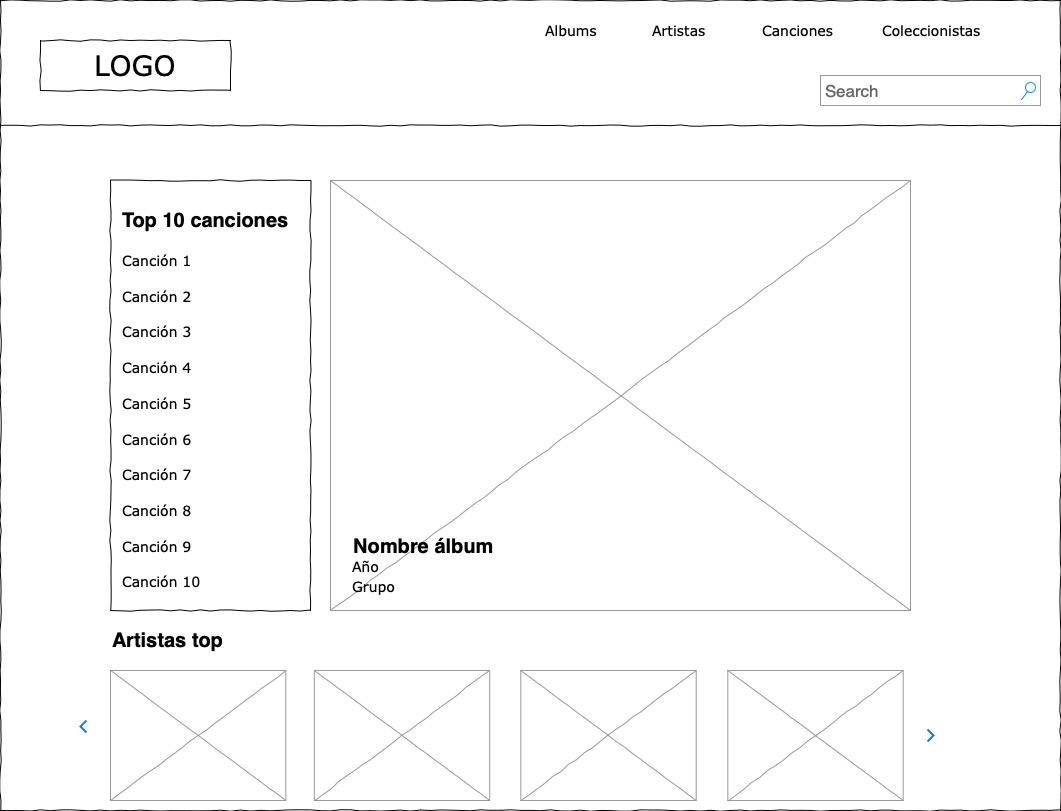 Albums Artistas Canciones Coleccionistas
LOGO
Search
Top 10 canciones
Canción 1
Canción 2
Canción 3
Canción 4
Canción 5
Canción 6
Canción 7
Canción 8
Canción 9
Canción 10
Nombre álbum
Año
Grupo
Artistas top